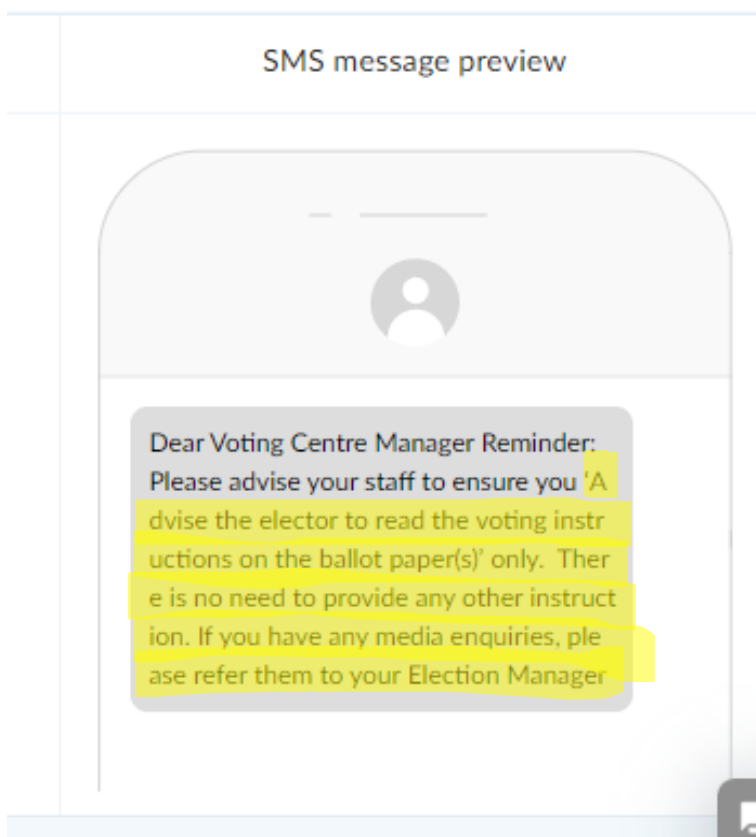 SMS message preview
Dear Voting Centre Manager Reminder:
Please advise your staff to ensure you ‘A
dvise the elector to read the voting instr
uctions on the ballot paper(s)’ only.  Ther
e is no need to provide any other instruct
ion. If you have any media enquiries, ple
ase refer them to your Election Manager